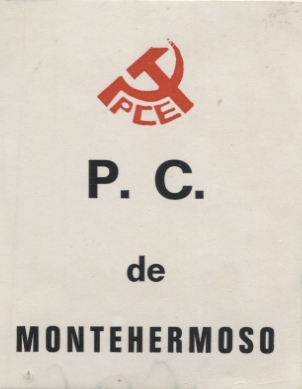 PCE
P. C.
de
MONTEHERMOSO